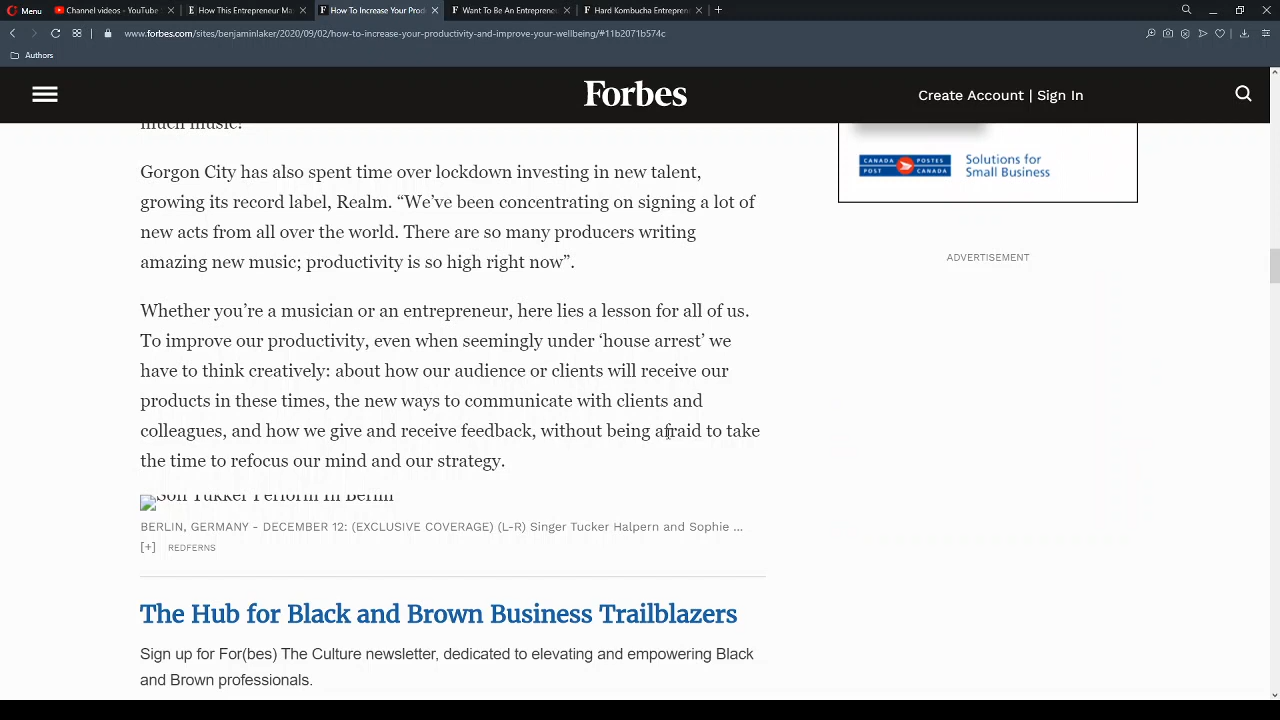 Menu
Channel videos - YouTube
How This Entrepreneur Ma
How To Increase Your Prod
Want To Be An Entreprene
Hard Kombucha Entrepren
www.forbes.com/sites/benjaminlaker/2020/09/02/how-to-increase-your-productivity-and-improve-your-wellbeing/#11b2071b574c
Authors
Forbes
Create Account | Sign In
much music!
Gorgon City has also spent time over lockdown investing in new talent,
growing its record label, Realm. “We’ve been concentrating on signing a lot of
new acts from all over the world. There are so many producers writing
amazing new music; productivity is so high right now”.
Whether you’re a musician or an entrepreneur, here lies a lesson for all of us.
To improve our productivity, even when seemingly under ‘house arrest’ we
have to think creatively: about how our audience or clients will receive our
products in these times, the new ways to communicate with clients and
colleagues, and how we give and receive feedback, without being afraid to take
the time to refocus our mind and our strategy.
Sofi Tukker Perform In Berlin
BERLIN, GERMANY - DECEMBER 12: (EXCLUSIVE COVERAGE) (L-R) Singer Tucker Halpern and Sophie ...
[+] REDFERNS
The Hub for Black and Brown Business Trailblazers
Sign up for For(bes) The Culture newsletter, dedicated to elevating and empowering Black
and Brown professionals.
CANADA POST
POSTES CANADA
Solutions for
Small Business
ADVERTISEMENT